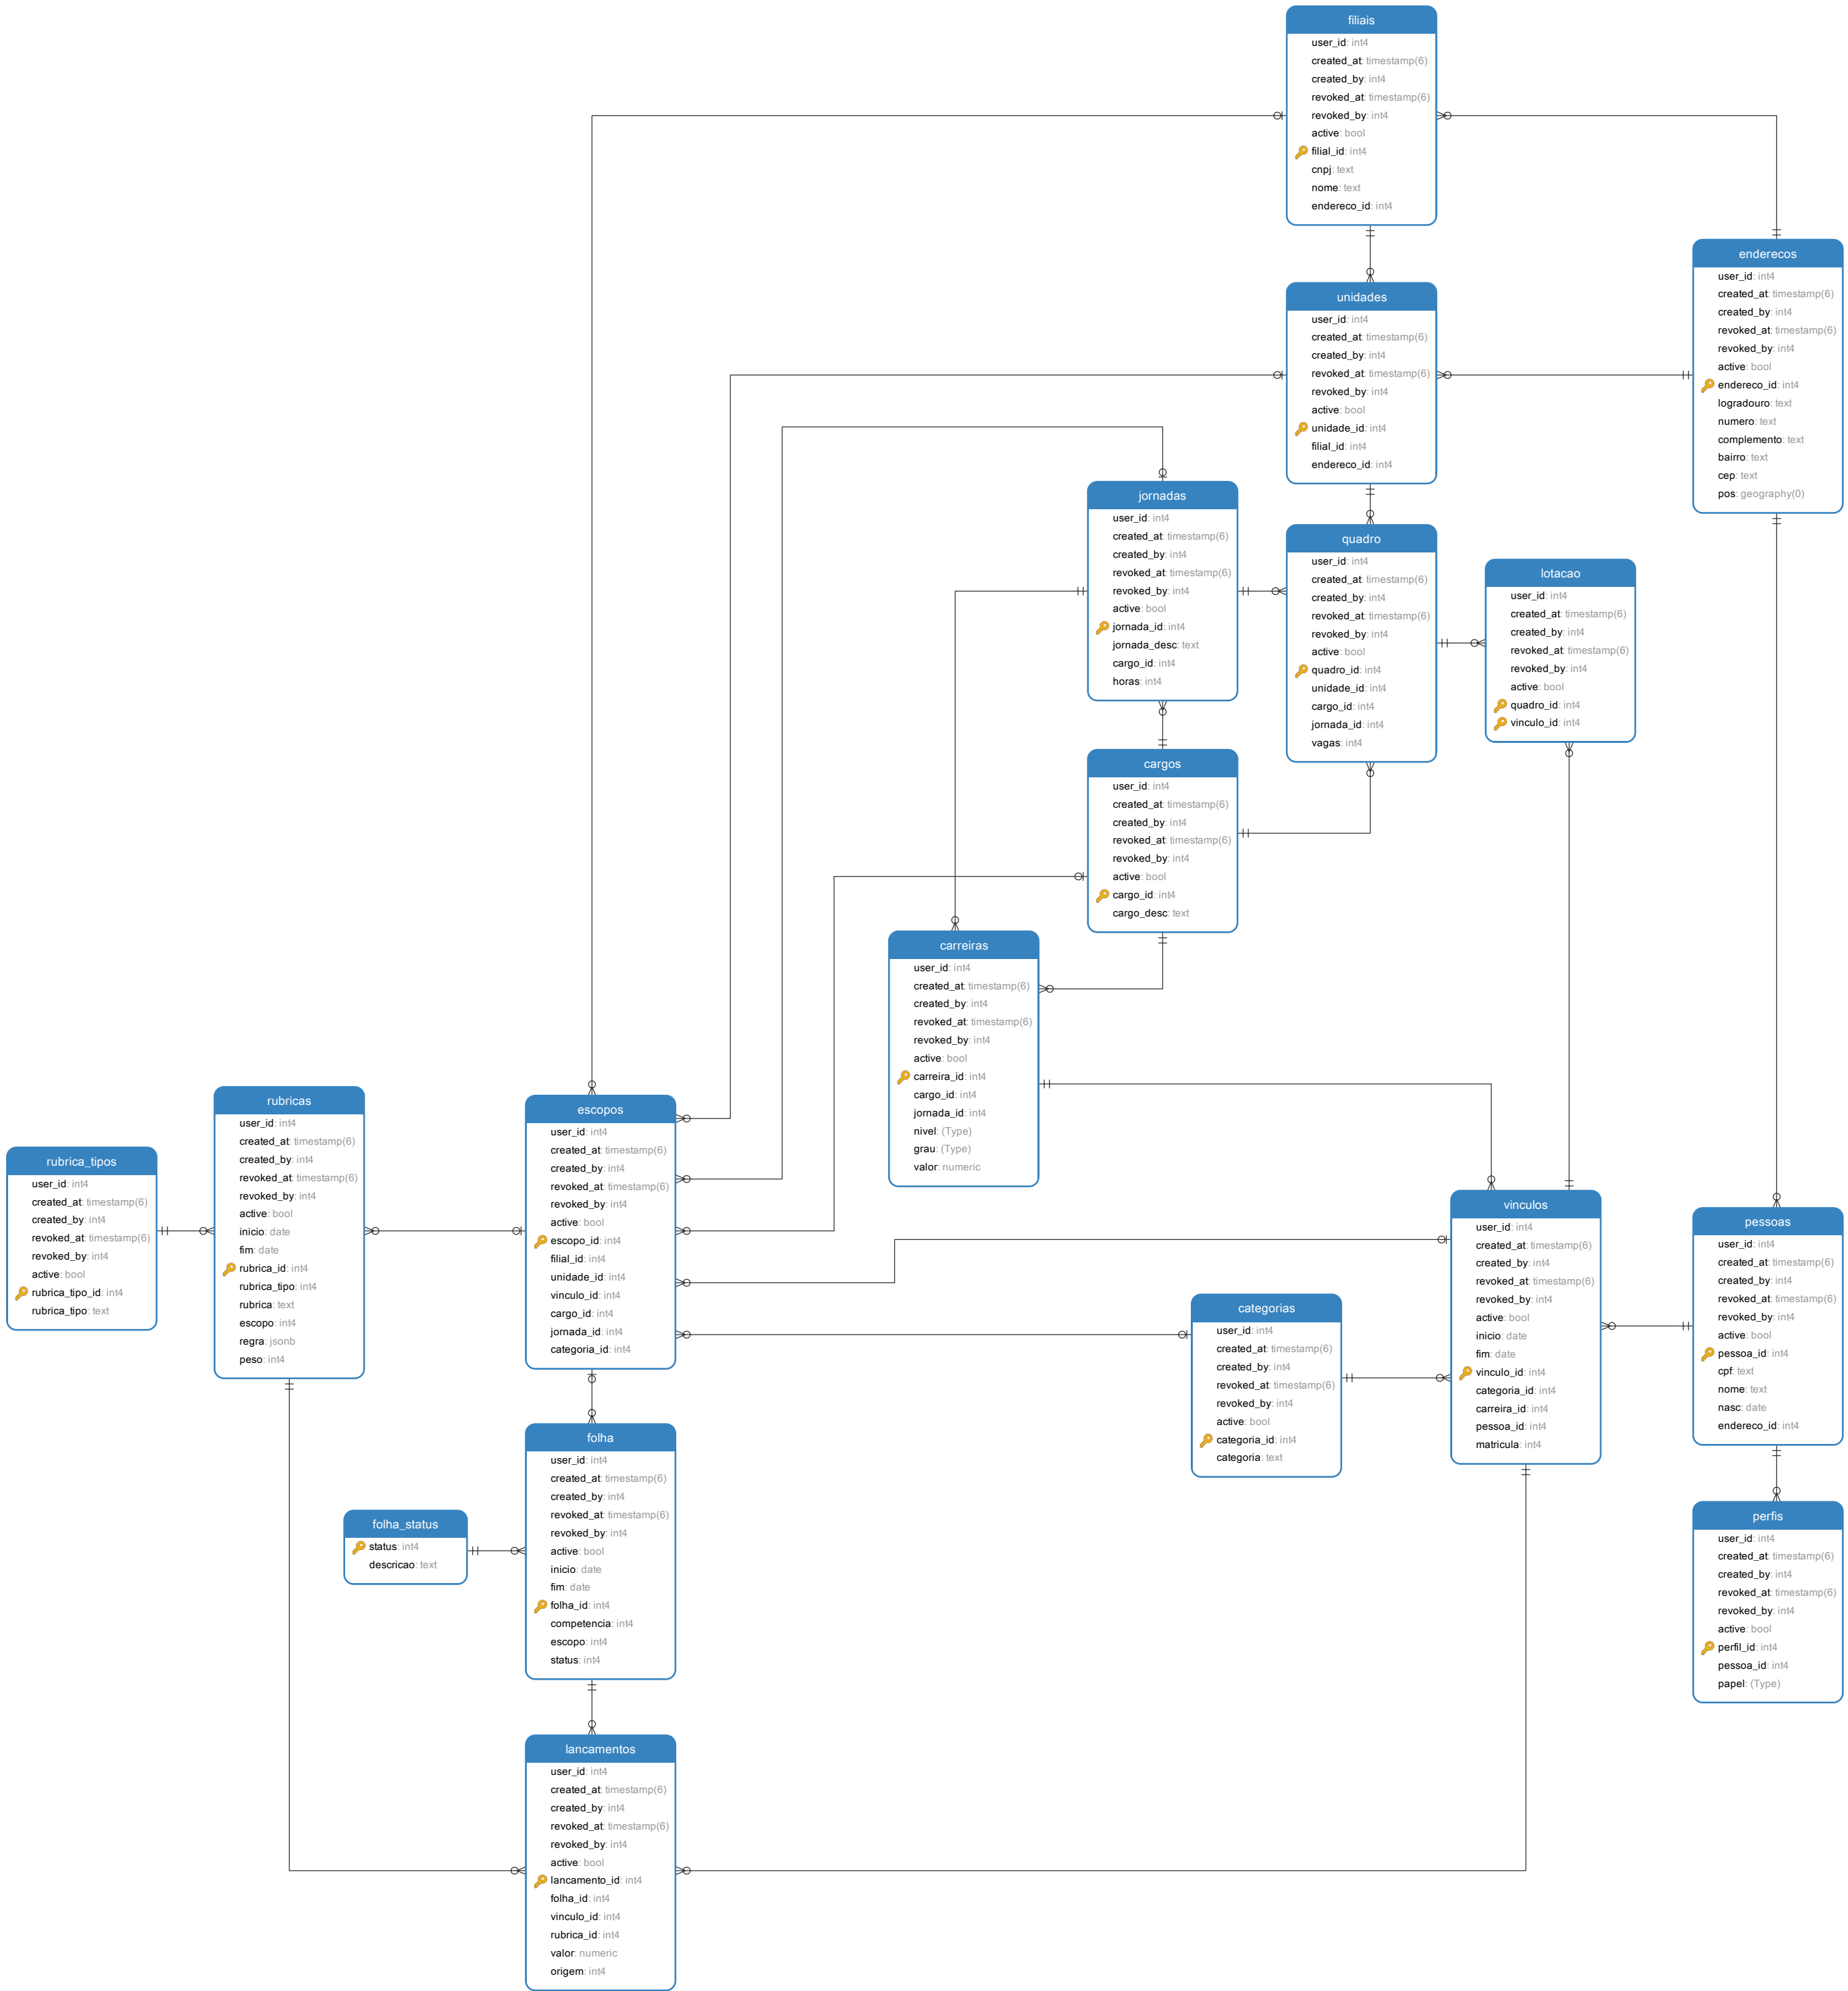 filiais
user_id: int4
created_at: timestamp(6)
created_by: int4
revoked_at: timestamp(6)
revoked_by: int4
active: bool
filial_id: int4
cnpj: text
nome: text
endereco_id: int4
enderecos
user_id: int4
created_at: timestamp(6)
created_by: int4
revoked_at: timestamp(6)
revoked_by: int4
active: bool
endereco_id: int4
logradouro: text
numero: text
complemento: text
bairro: text
cep: text
pos: geography(0)
unidades
user_id: int4
created_at: timestamp(6)
created_by: int4
revoked_at: timestamp(6)
revoked_by: int4
active: bool
unidade_id: int4
filial_id: int4
endereco_id: int4
jornadas
user_id: int4
created_at: timestamp(6)
created_by: int4
revoked_at: timestamp(6)
revoked_by: int4
active: bool
jornada_id: int4
jornada_desc: text
cargo_id: int4
horas: int4
quadro
user_id: int4
created_at: timestamp(6)
created_by: int4
revoked_at: timestamp(6)
revoked_by: int4
active: bool
quadro_id: int4
unidade_id: int4
cargo_id: int4
jornada_id: int4
vagas: int4
lotacao
user_id: int4
created_at: timestamp(6)
created_by: int4
revoked_at: timestamp(6)
revoked_by: int4
active: bool
quadro_id: int4
vinculo_id: int4
cargos
user_id: int4
created_at: timestamp(6)
created_by: int4
revoked_at: timestamp(6)
revoked_by: int4
active: bool
cargo_id: int4
cargo_desc: text
carreiras
user_id: int4
created_at: timestamp(6)
created_by: int4
revoked_at: timestamp(6)
revoked_by: int4
active: bool
carreira_id: int4
cargo_id: int4
jornada_id: int4
nivel: (Type)
grau: (Type)
valor: numeric
rubrica_tipos
user_id: int4
created_at: timestamp(6)
created_by: int4
revoked_at: timestamp(6)
revoked_by: int4
active: bool
rubrica_tipo_id: int4
rubrica_tipo: text
rubricas
user_id: int4
created_at: timestamp(6)
created_by: int4
revoked_at: timestamp(6)
revoked_by: int4
active: bool
inicio: date
fim: date
rubrica_id: int4
rubrica_tipo: int4
rubrica: text
escopo: int4
regra: jsonb
peso: int4
escopos
user_id: int4
created_at: timestamp(6)
created_by: int4
revoked_at: timestamp(6)
revoked_by: int4
active: bool
escopo_id: int4
filial_id: int4
unidade_id: int4
vinculo_id: int4
cargo_id: int4
jornada_id: int4
categoria_id: int4
categorias
user_id: int4
created_at: timestamp(6)
created_by: int4
revoked_at: timestamp(6)
revoked_by: int4
active: bool
categoria_id: int4
categoria: text
vinculos
user_id: int4
created_at: timestamp(6)
created_by: int4
revoked_at: timestamp(6)
revoked_by: int4
active: bool
inicio: date
fim: date
vinculo_id: int4
categoria_id: int4
carreira_id: int4
pessoa_id: int4
matricula: int4
pessoas
user_id: int4
created_at: timestamp(6)
created_by: int4
revoked_at: timestamp(6)
revoked_by: int4
active: bool
pessoa_id: int4
cpf: text
nome: text
nasc: date
endereco_id: int4
folha_status
status: int4
descricao: text
folha
user_id: int4
created_at: timestamp(6)
created_by: int4
revoked_at: timestamp(6)
revoked_by: int4
active: bool
inicio: date
fim: date
folha_id: int4
competencia: int4
escopo: int4
status: int4
perfis
user_id: int4
created_at: timestamp(6)
created_by: int4
revoked_at: timestamp(6)
revoked_by: int4
active: bool
perfil_id: int4
pessoa_id: int4
papel: (Type)
lancamentos
user_id: int4
created_at: timestamp(6)
created_by: int4
revoked_at: timestamp(6)
revoked_by: int4
active: bool
lancamento_id: int4
folha_id: int4
vinculo_id: int4
rubrica_id: int4
valor: numeric
origem: int4